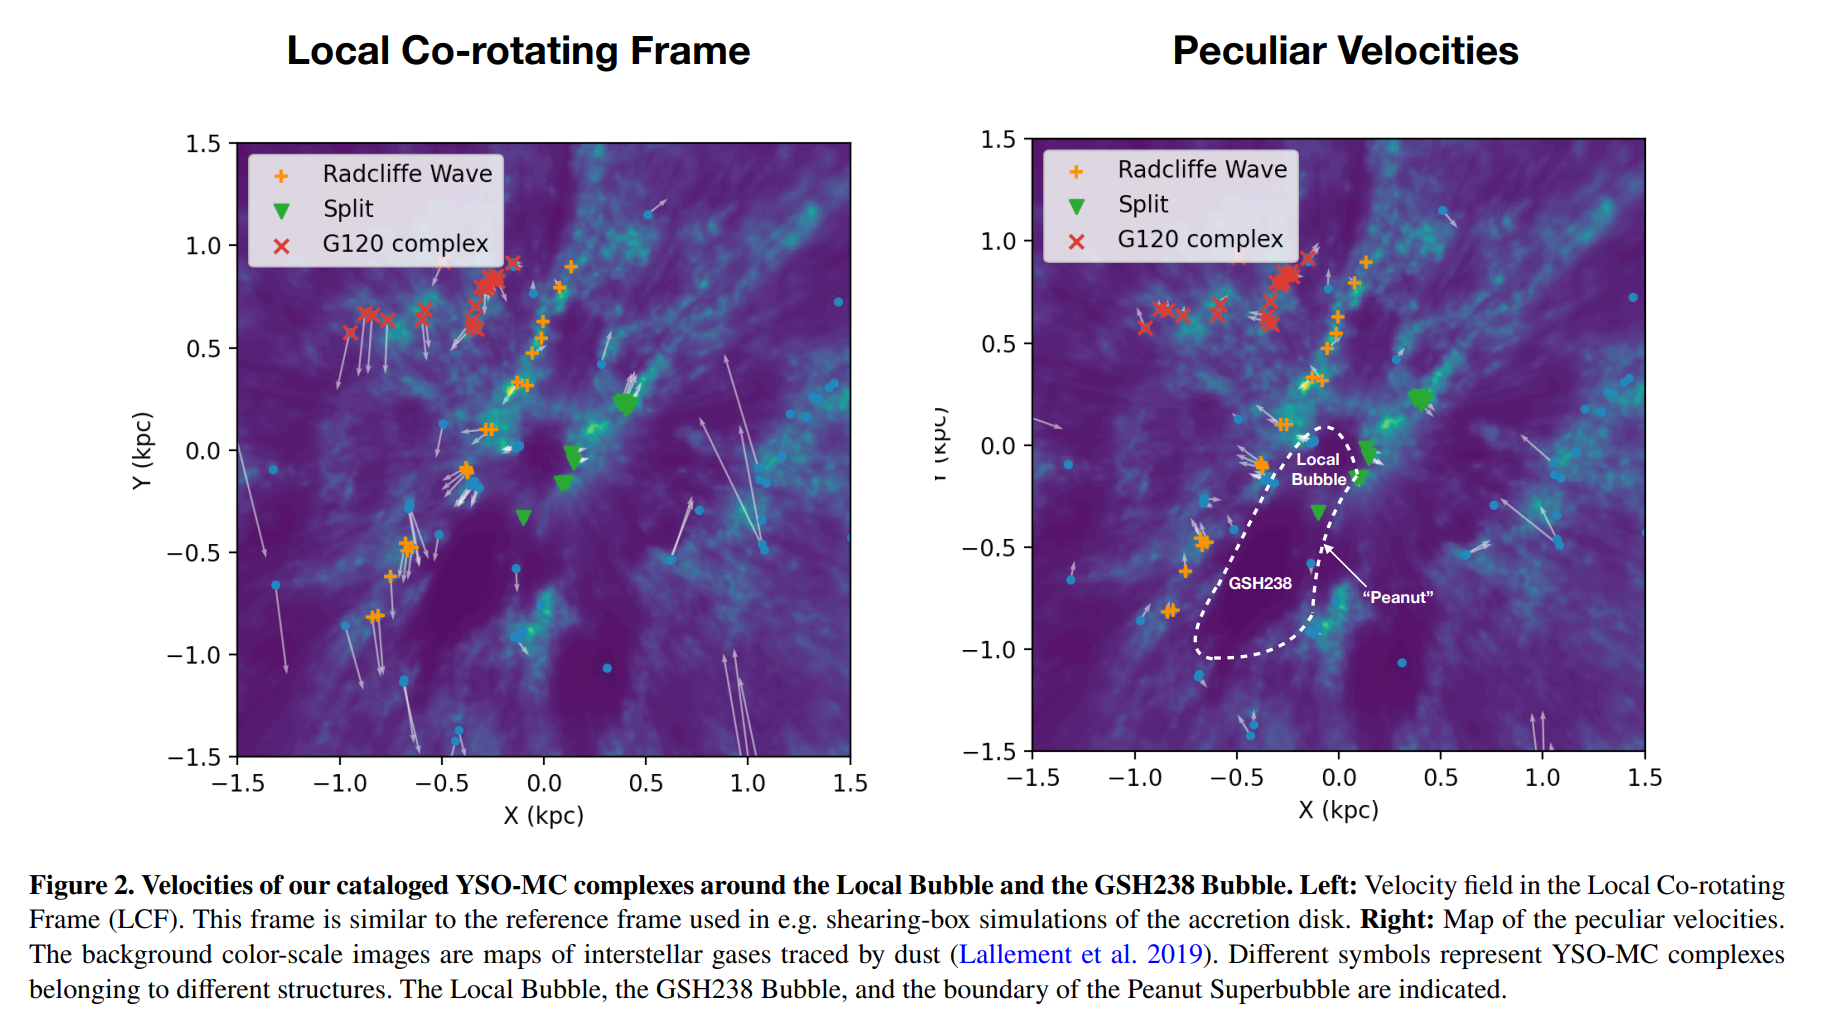 Local Co-rotating Frame
Peculiar Velocities
Radcliffe Wave
Split
G120 complex
1.5
1.0
0.5
0.0
−0.5
−1.0
−1.5
Y (kpc)
−1.5
−1.0
−0.5
0.0
0.5
1.0
1.5
X (kpc)
Radcliffe Wave
Split
G120 complex
1.5
1.0
0.5
0.0
−0.5
−1.0
−1.5
(kpc)
Local
Bubble
GSH238
“Peanut”
−1.5
−1.0
−0.5
0.0
0.5
1.0
1.5
X (kpc)
Figure 2. Velocities of our cataloged YSO-MC complexes around the Local Bubble and the GSH238 Bubble. Left: Velocity field in the Local Co-rotating
Frame (LCF). This frame is similar to the reference frame used in e.g. shearing-box simulations of the accretion disk. Right: Map of the peculiar velocities.
The background color-scale images are maps of interstellar gases traced by dust (Lallement et al. 2019). Different symbols represent YSO-MC complexes
belonging to different structures. The Local Bubble, the GSH238 Bubble, and the boundary of the Peanut Superbubble are indicated.